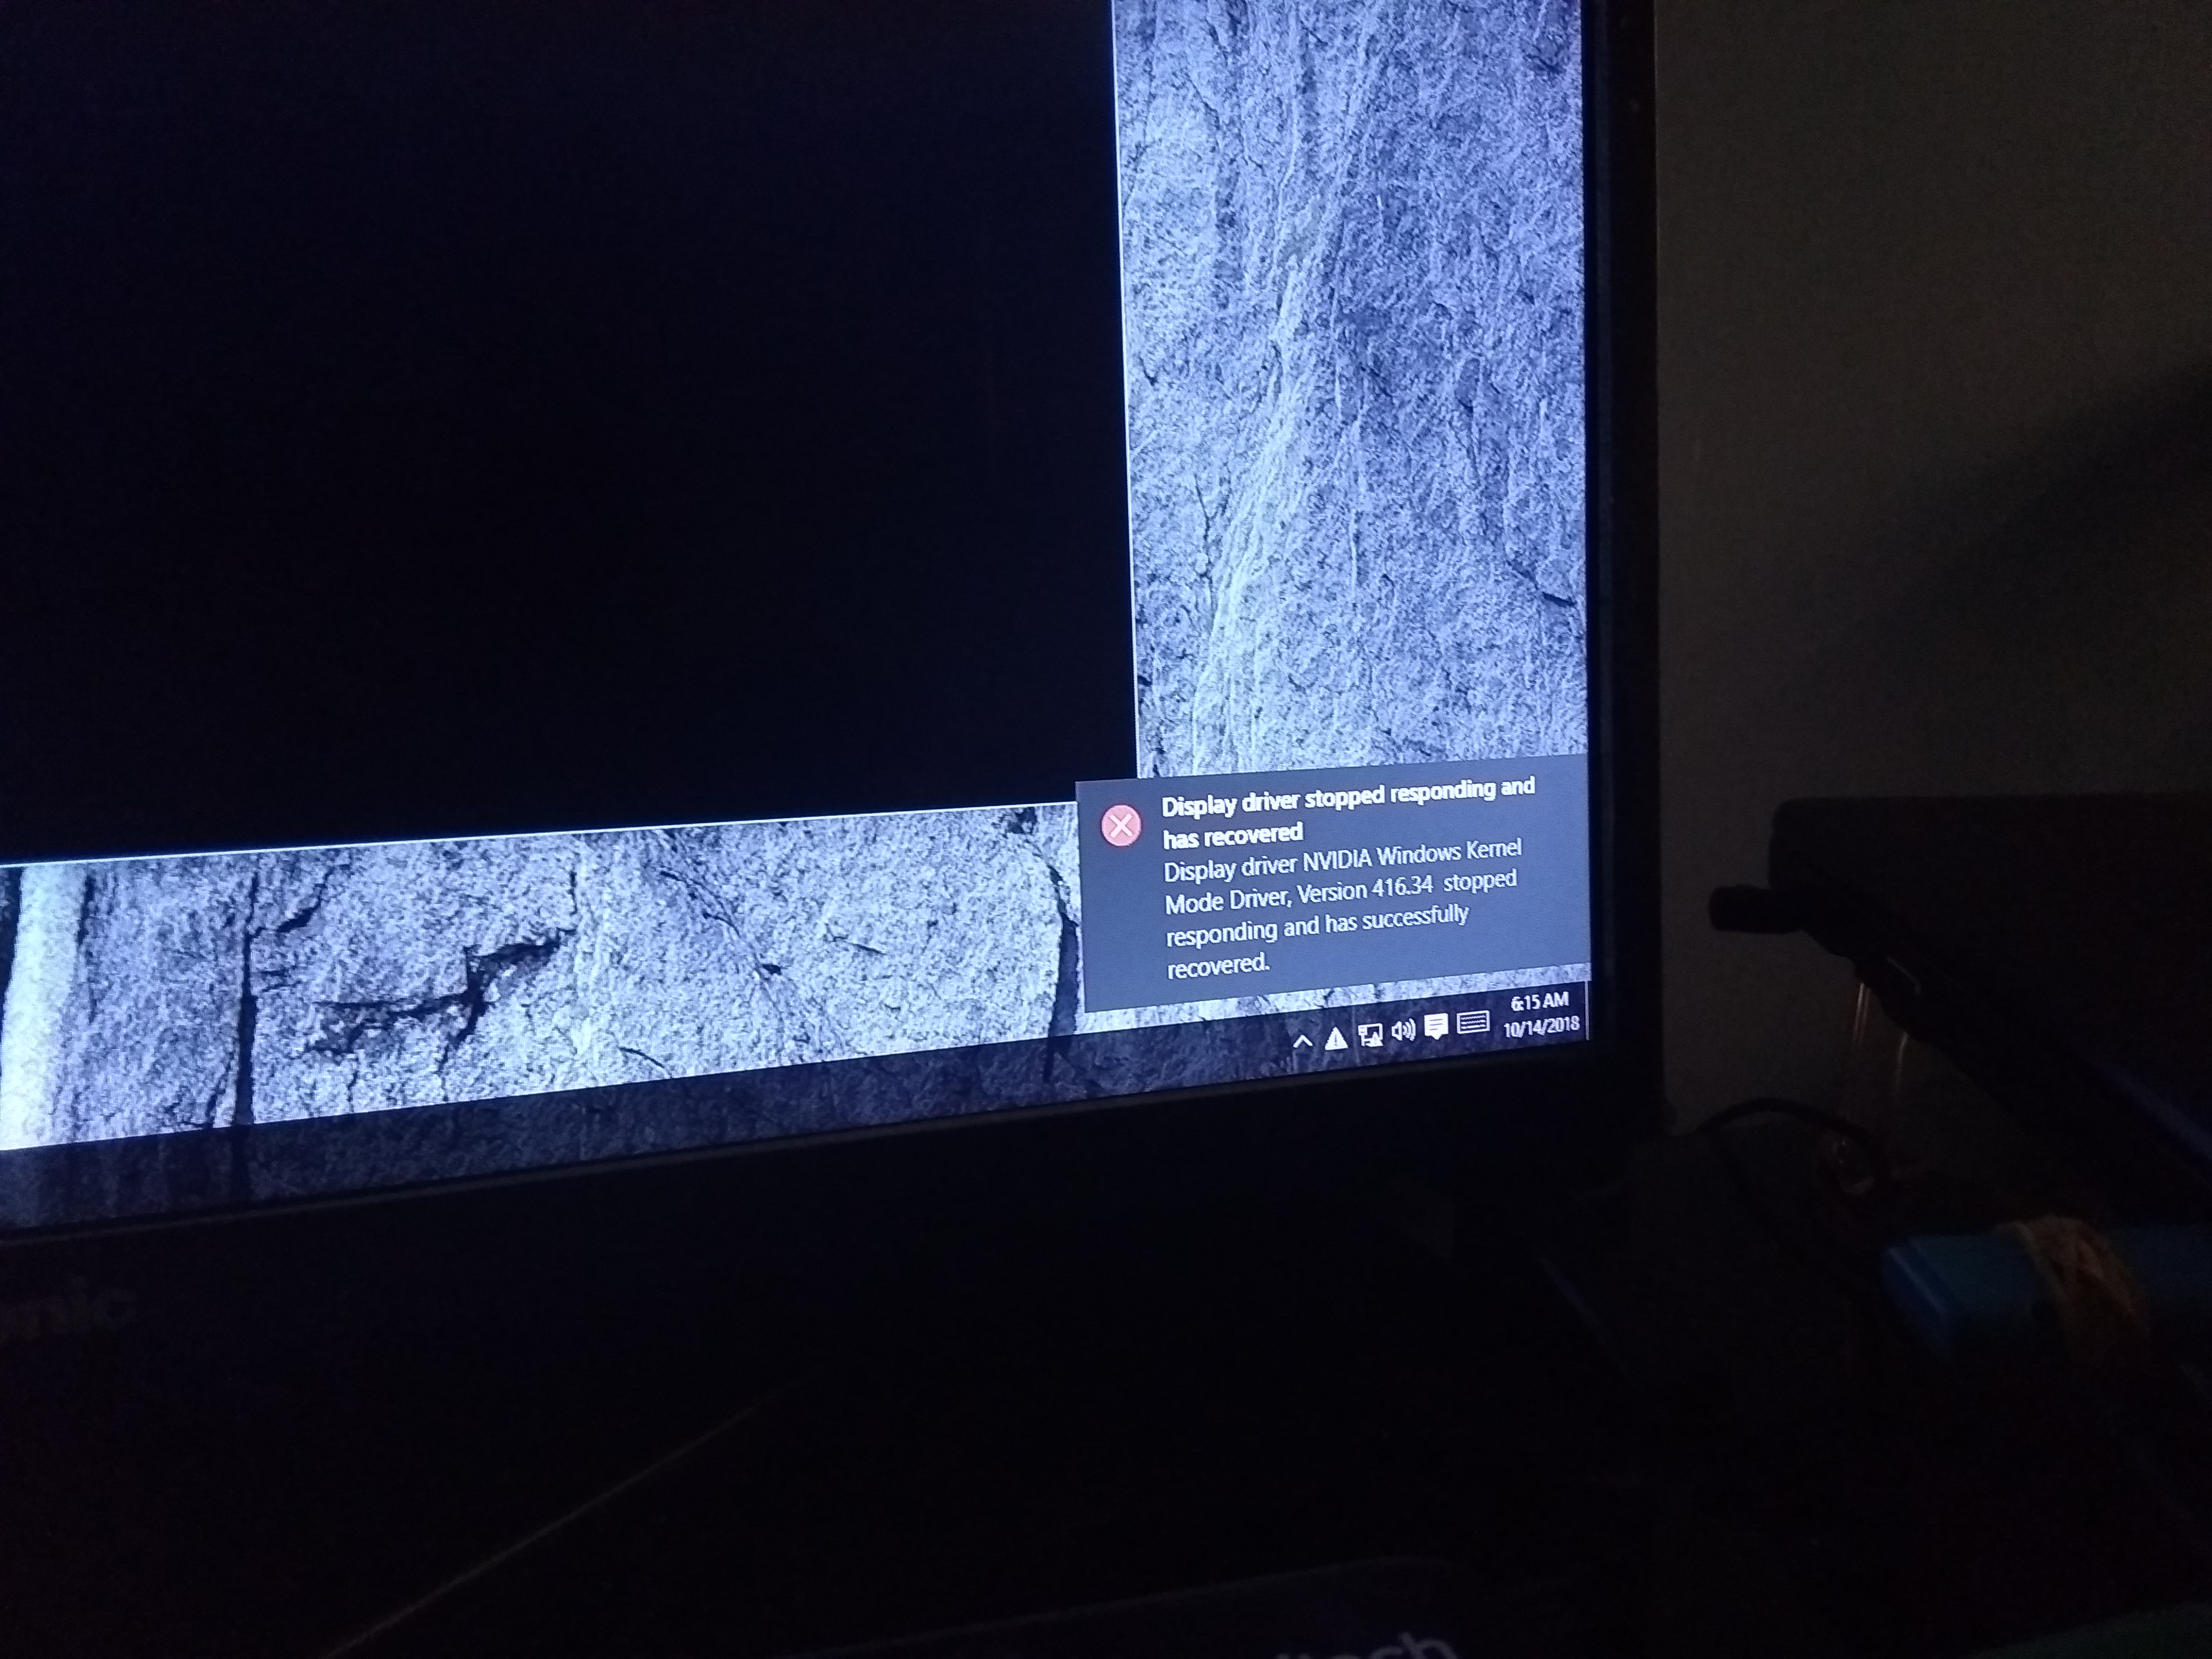 Display driver stopped responding and
has recovered
Display driver NVIDIA Windows Kernel
Mode Driver, Version 416.34 stopped
responding and has successfully
recovered.
6:15 AM
10/14/2018